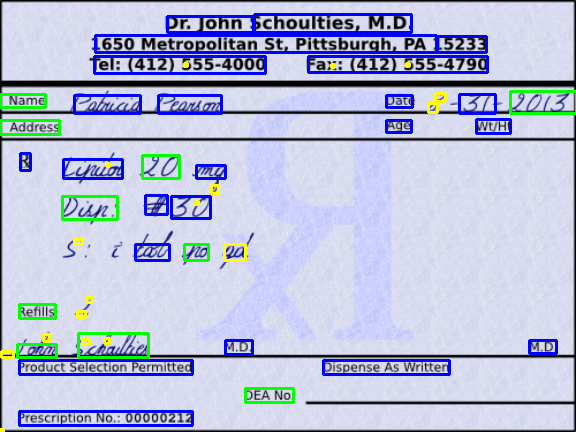 Dr. John Schoulties, M.D.
1650 Metropolitan St, Pittsburgh, PA 15233
Tel: (412) 555-4000 Fax: (412) 555-4790
Name Patricia Pearson Date -31-2013
Address Age Wt/Ht
R Lipitor 20 mg
Disp: # 30
S: i tab po qd
Refills
John Schoulties M.D. M.D.
Product Selection Permitted Dispense As Written
DEA No.
Prescription No.: 00000212